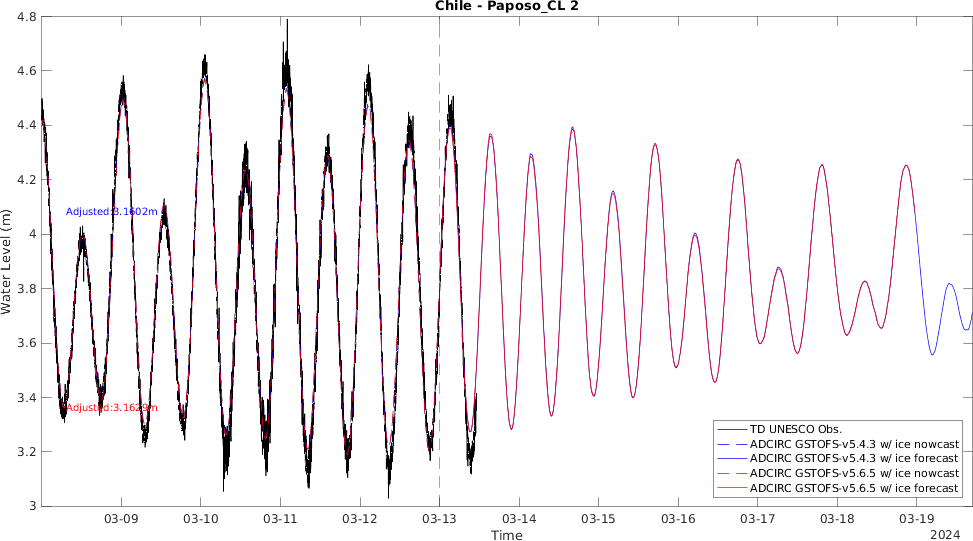 Chile - Paposo_CL 2
Water Level (m)
4.8
4.6
4.4
4.2
4
3.8
3.6
3.4
3.2
3
Adjusted:3.1602m
Adjusted:3.1629m
TD UNESCO Obs.
ADCIRC GSTOFS-v5.4.3 w/ ice nowcast
ADCIRC GSTOFS-v5.4.3 w/ ice forecast
ADCIRC GSTOFS-v5.6.5 w/ ice nowcast
ADCIRC GSTOFS-v5.6.5 w/ ice forecast
03-09 03-10 03-11 03-12 03-13 03-14 03-15 03-16 03-17 03-18 03-19
Time
2024